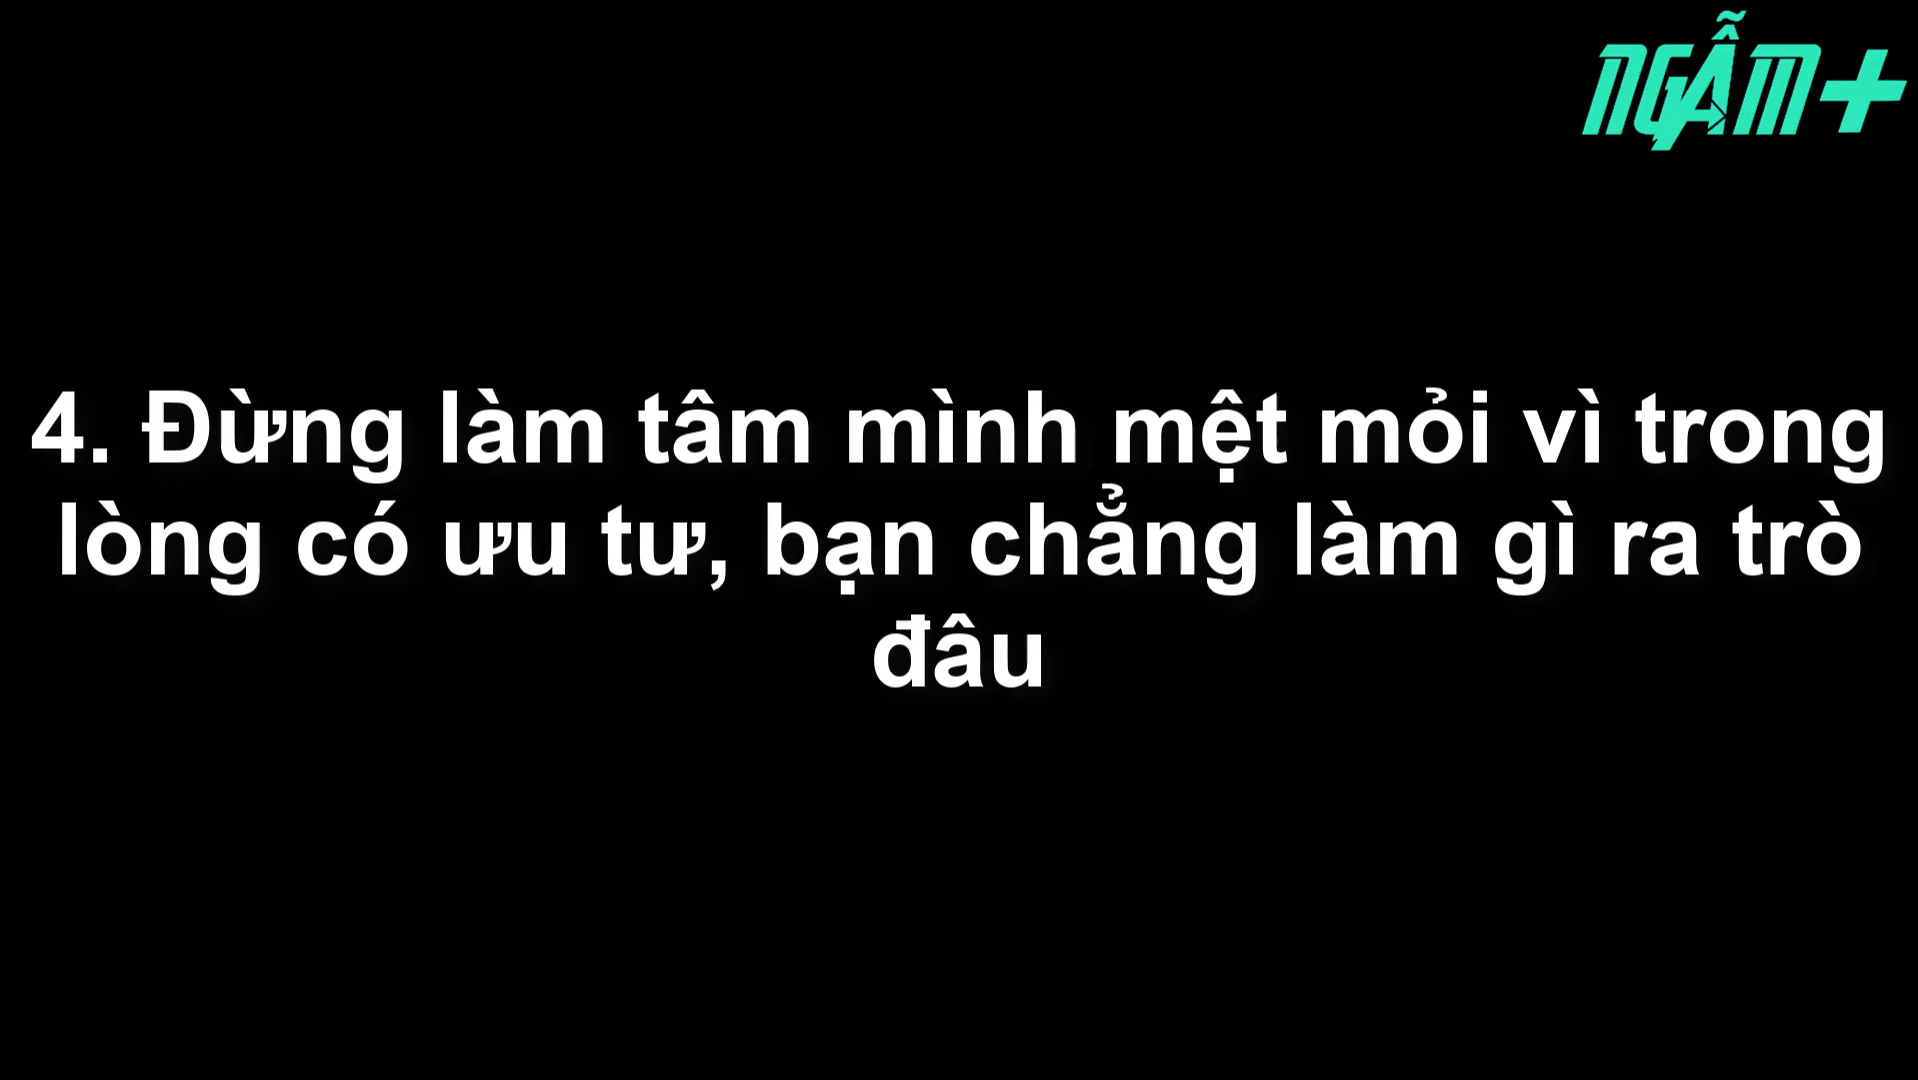 NGẪM+
4. Đừng làm tâm mình mệt mỏi vì trong
lòng có ưu tư, bạn chẳng làm gì ra trò
đâu